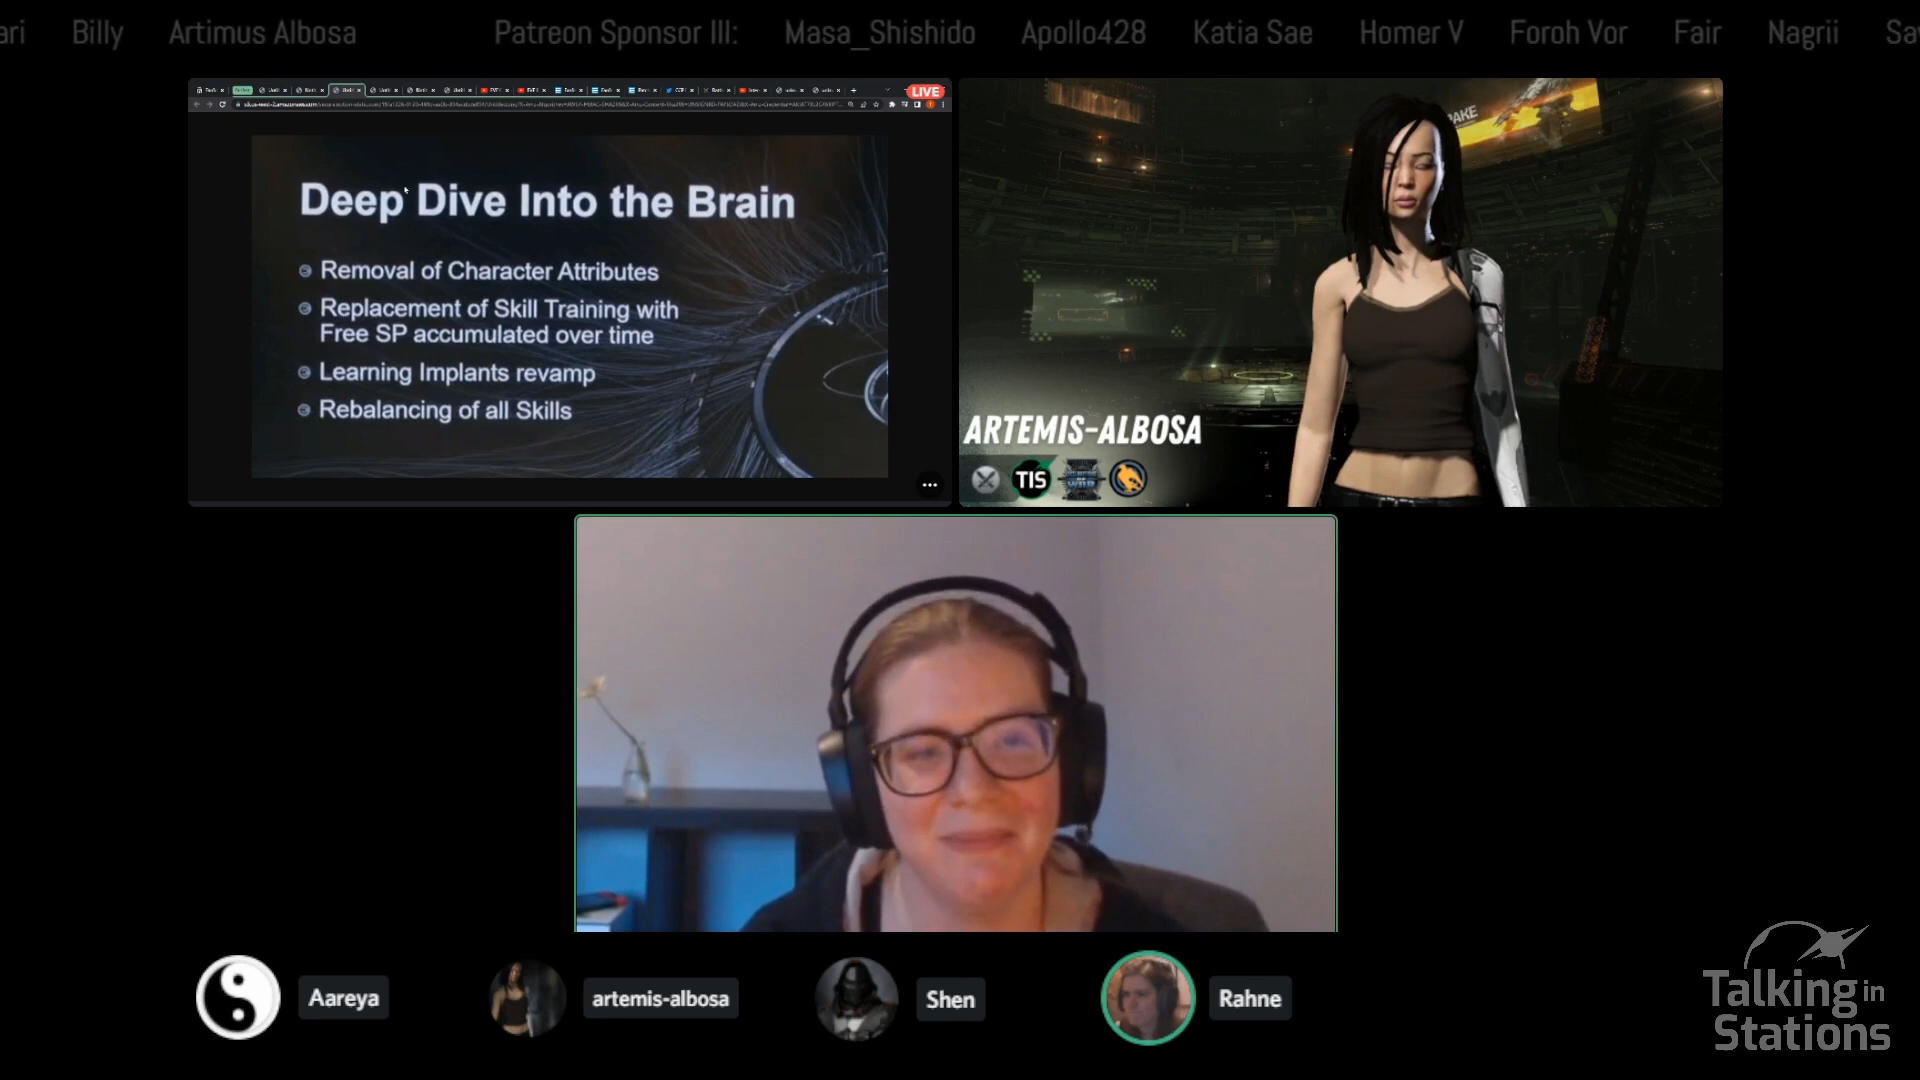 Billy Artimus Albosa Patreon Sponsor III: Masa_Shishido Apollo428 Katia Sae Homer V Foroh Vor Fair Nagrii
LIVE
Deep Dive Into the Brain
Removal of Character Attributes
Replacement of Skill Training with
Free SP accumulated over time
Learning Implants revamp
Rebalancing of all Skills
ARTEMIS-ALBOSA
TIS
Aareya
artemis-albosa
Shen
Rahne
Talking in
Stations